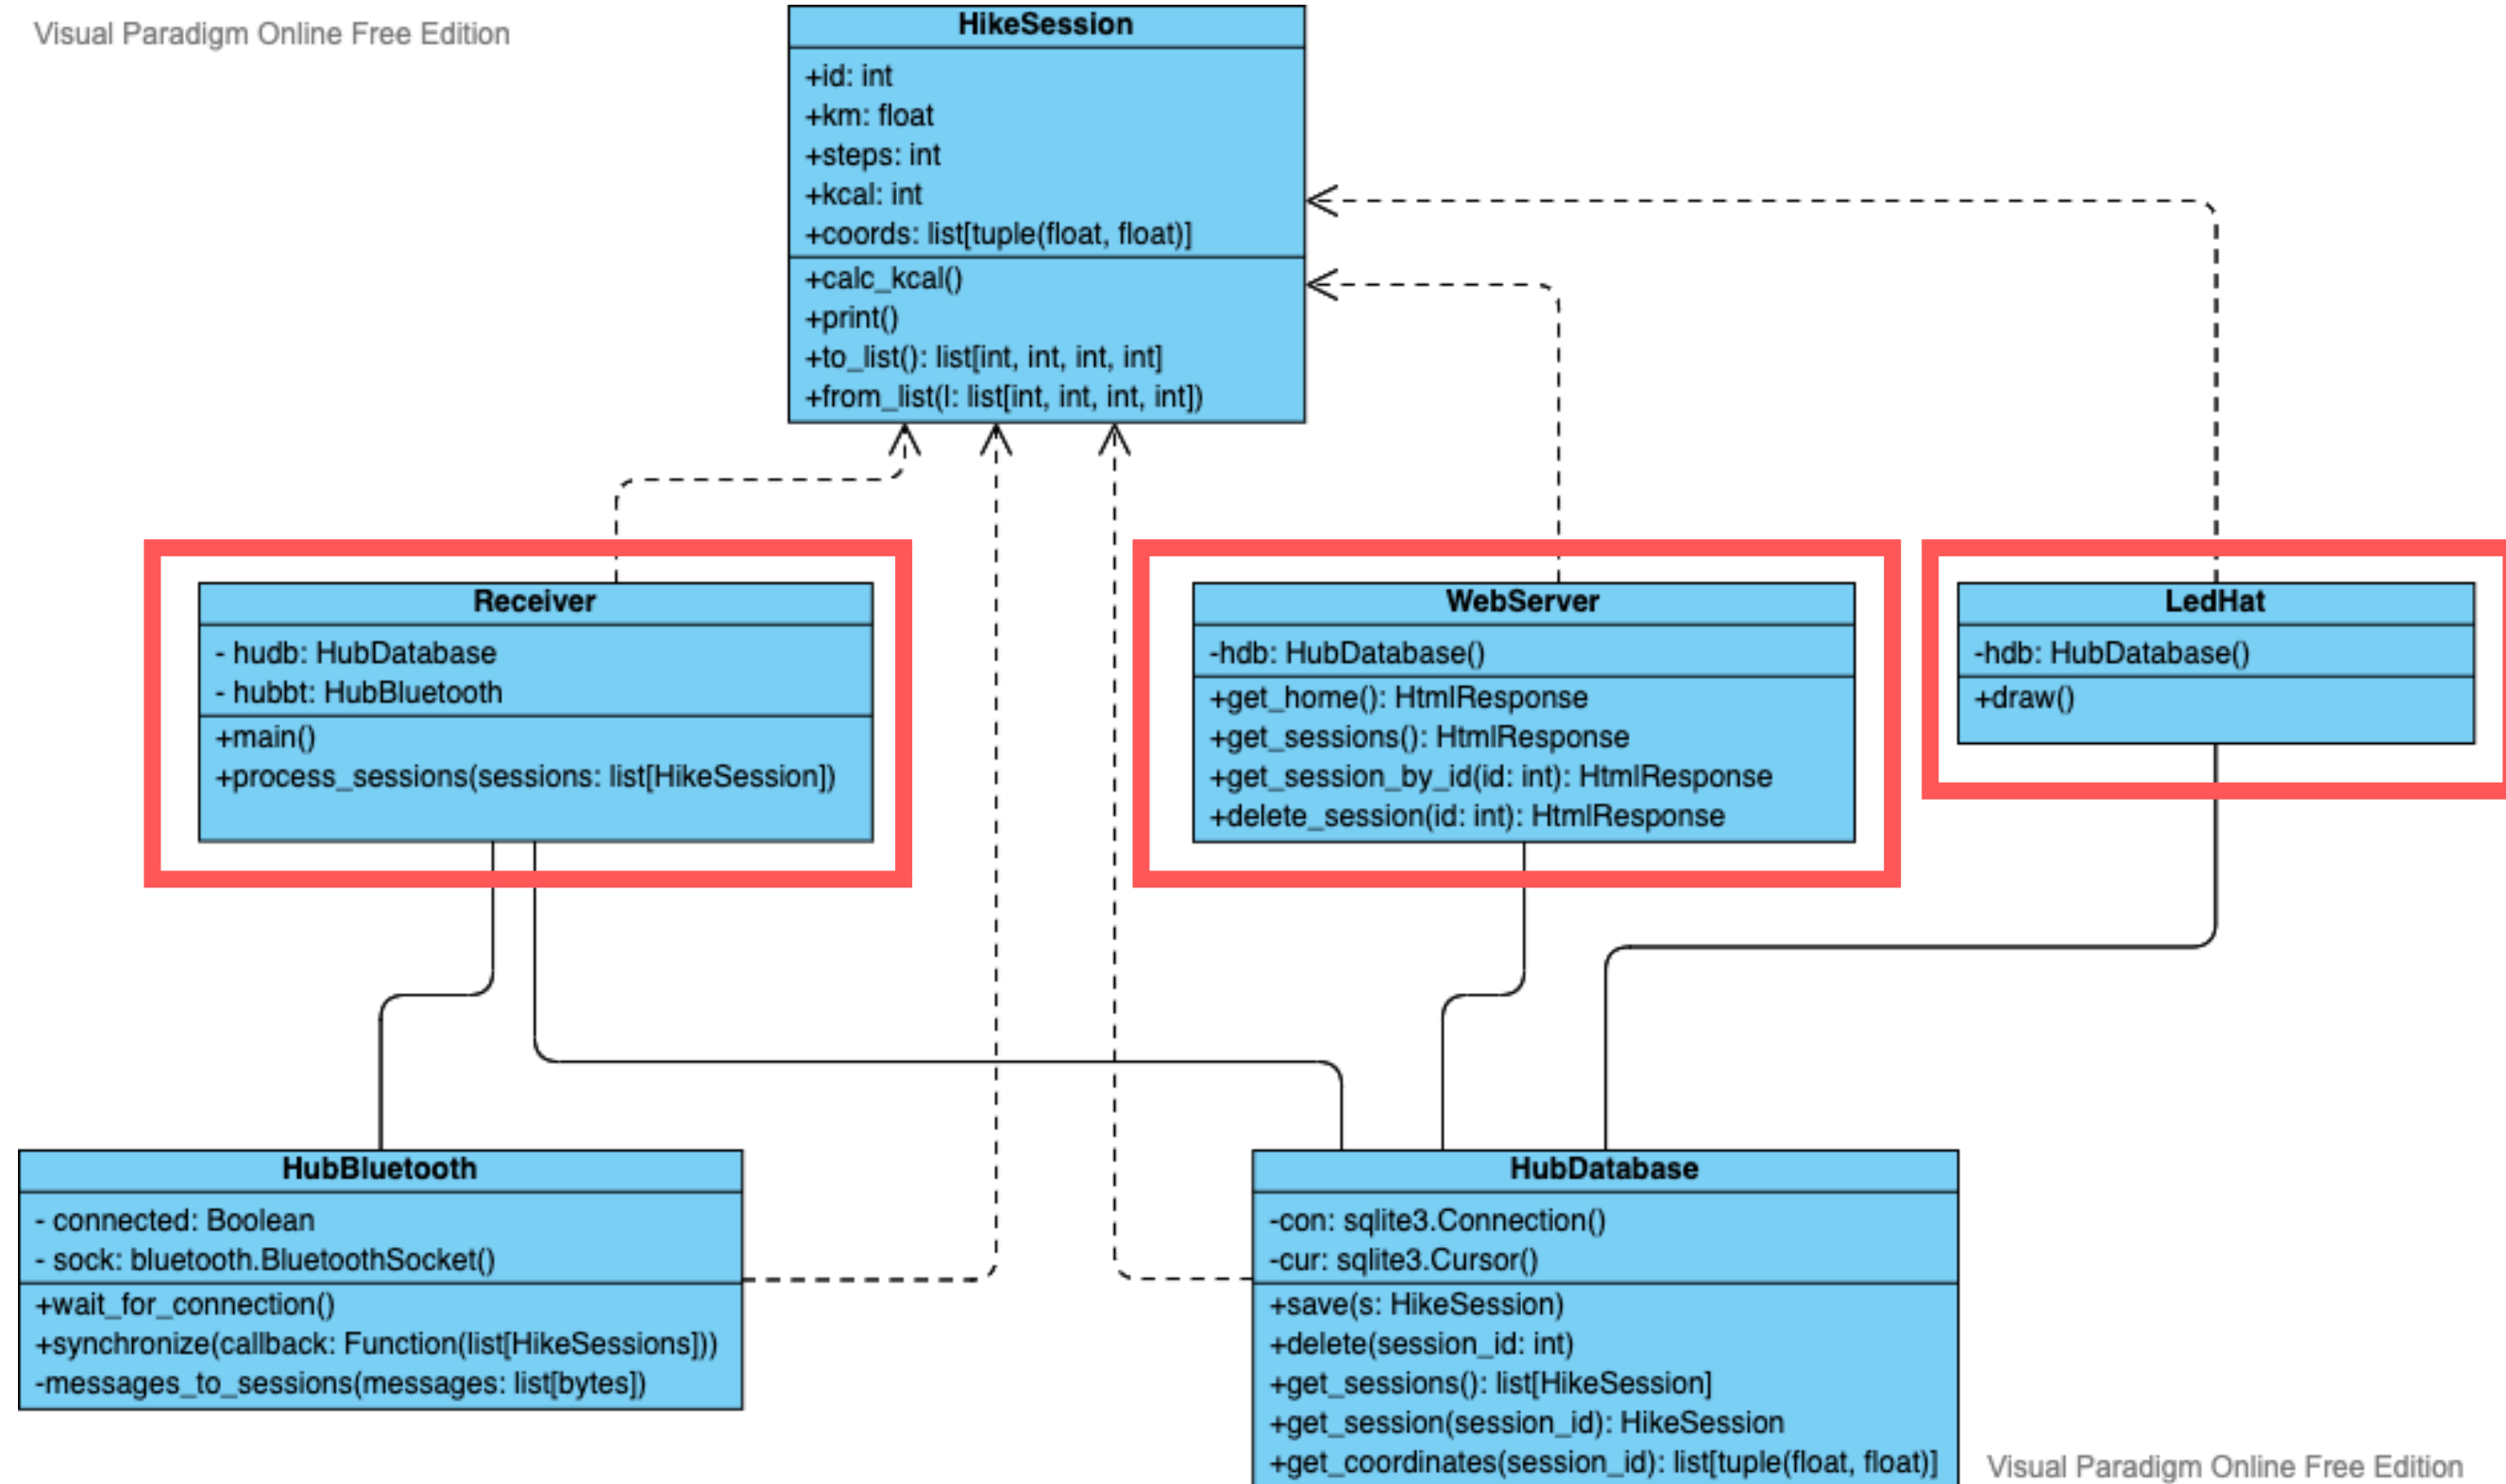 Visual Paradigm Online Free Edition
HikeSession
+id: int
+km: float
+steps: int
+kcal: int
+coords: list[tuple(float, float)]
+calc_kcal()
+print()
+to_list(): list[int, int, int, int]
+from_list(l: list[int, int, int, int])
Receiver
- hudb: HubDatabase
- hubbt: HubBluetooth
+main()
+process_sessions(sessions: list[HikeSession])
WebServer
-hdb: HubDatabase()
+get_home(): HtmlResponse
+get_sessions(): HtmlResponse
+get_session_by_id(id: int): HtmlResponse
+delete_session(id: int): HtmlResponse
LedHat
-hdb: HubDatabase()
+draw()
HubBluetooth
- connected: Boolean
- sock: bluetooth.BluetoothSocket()
+wait_for_connection()
+synchronize(callback: Function(list[HikeSessions]))
-messages_to_sessions(messages: list[bytes])
HubDatabase
-con: sqlite3.Connection()
-cur: sqlite3.Cursor()
+save(s: HikeSession)
+delete(session_id: int)
+get_sessions(): list[HikeSession]
+get_session(session_id): HikeSession
+get_coordinates(session_id): list[tuple(float, float)]
Visual Paradigm Online Free Edition